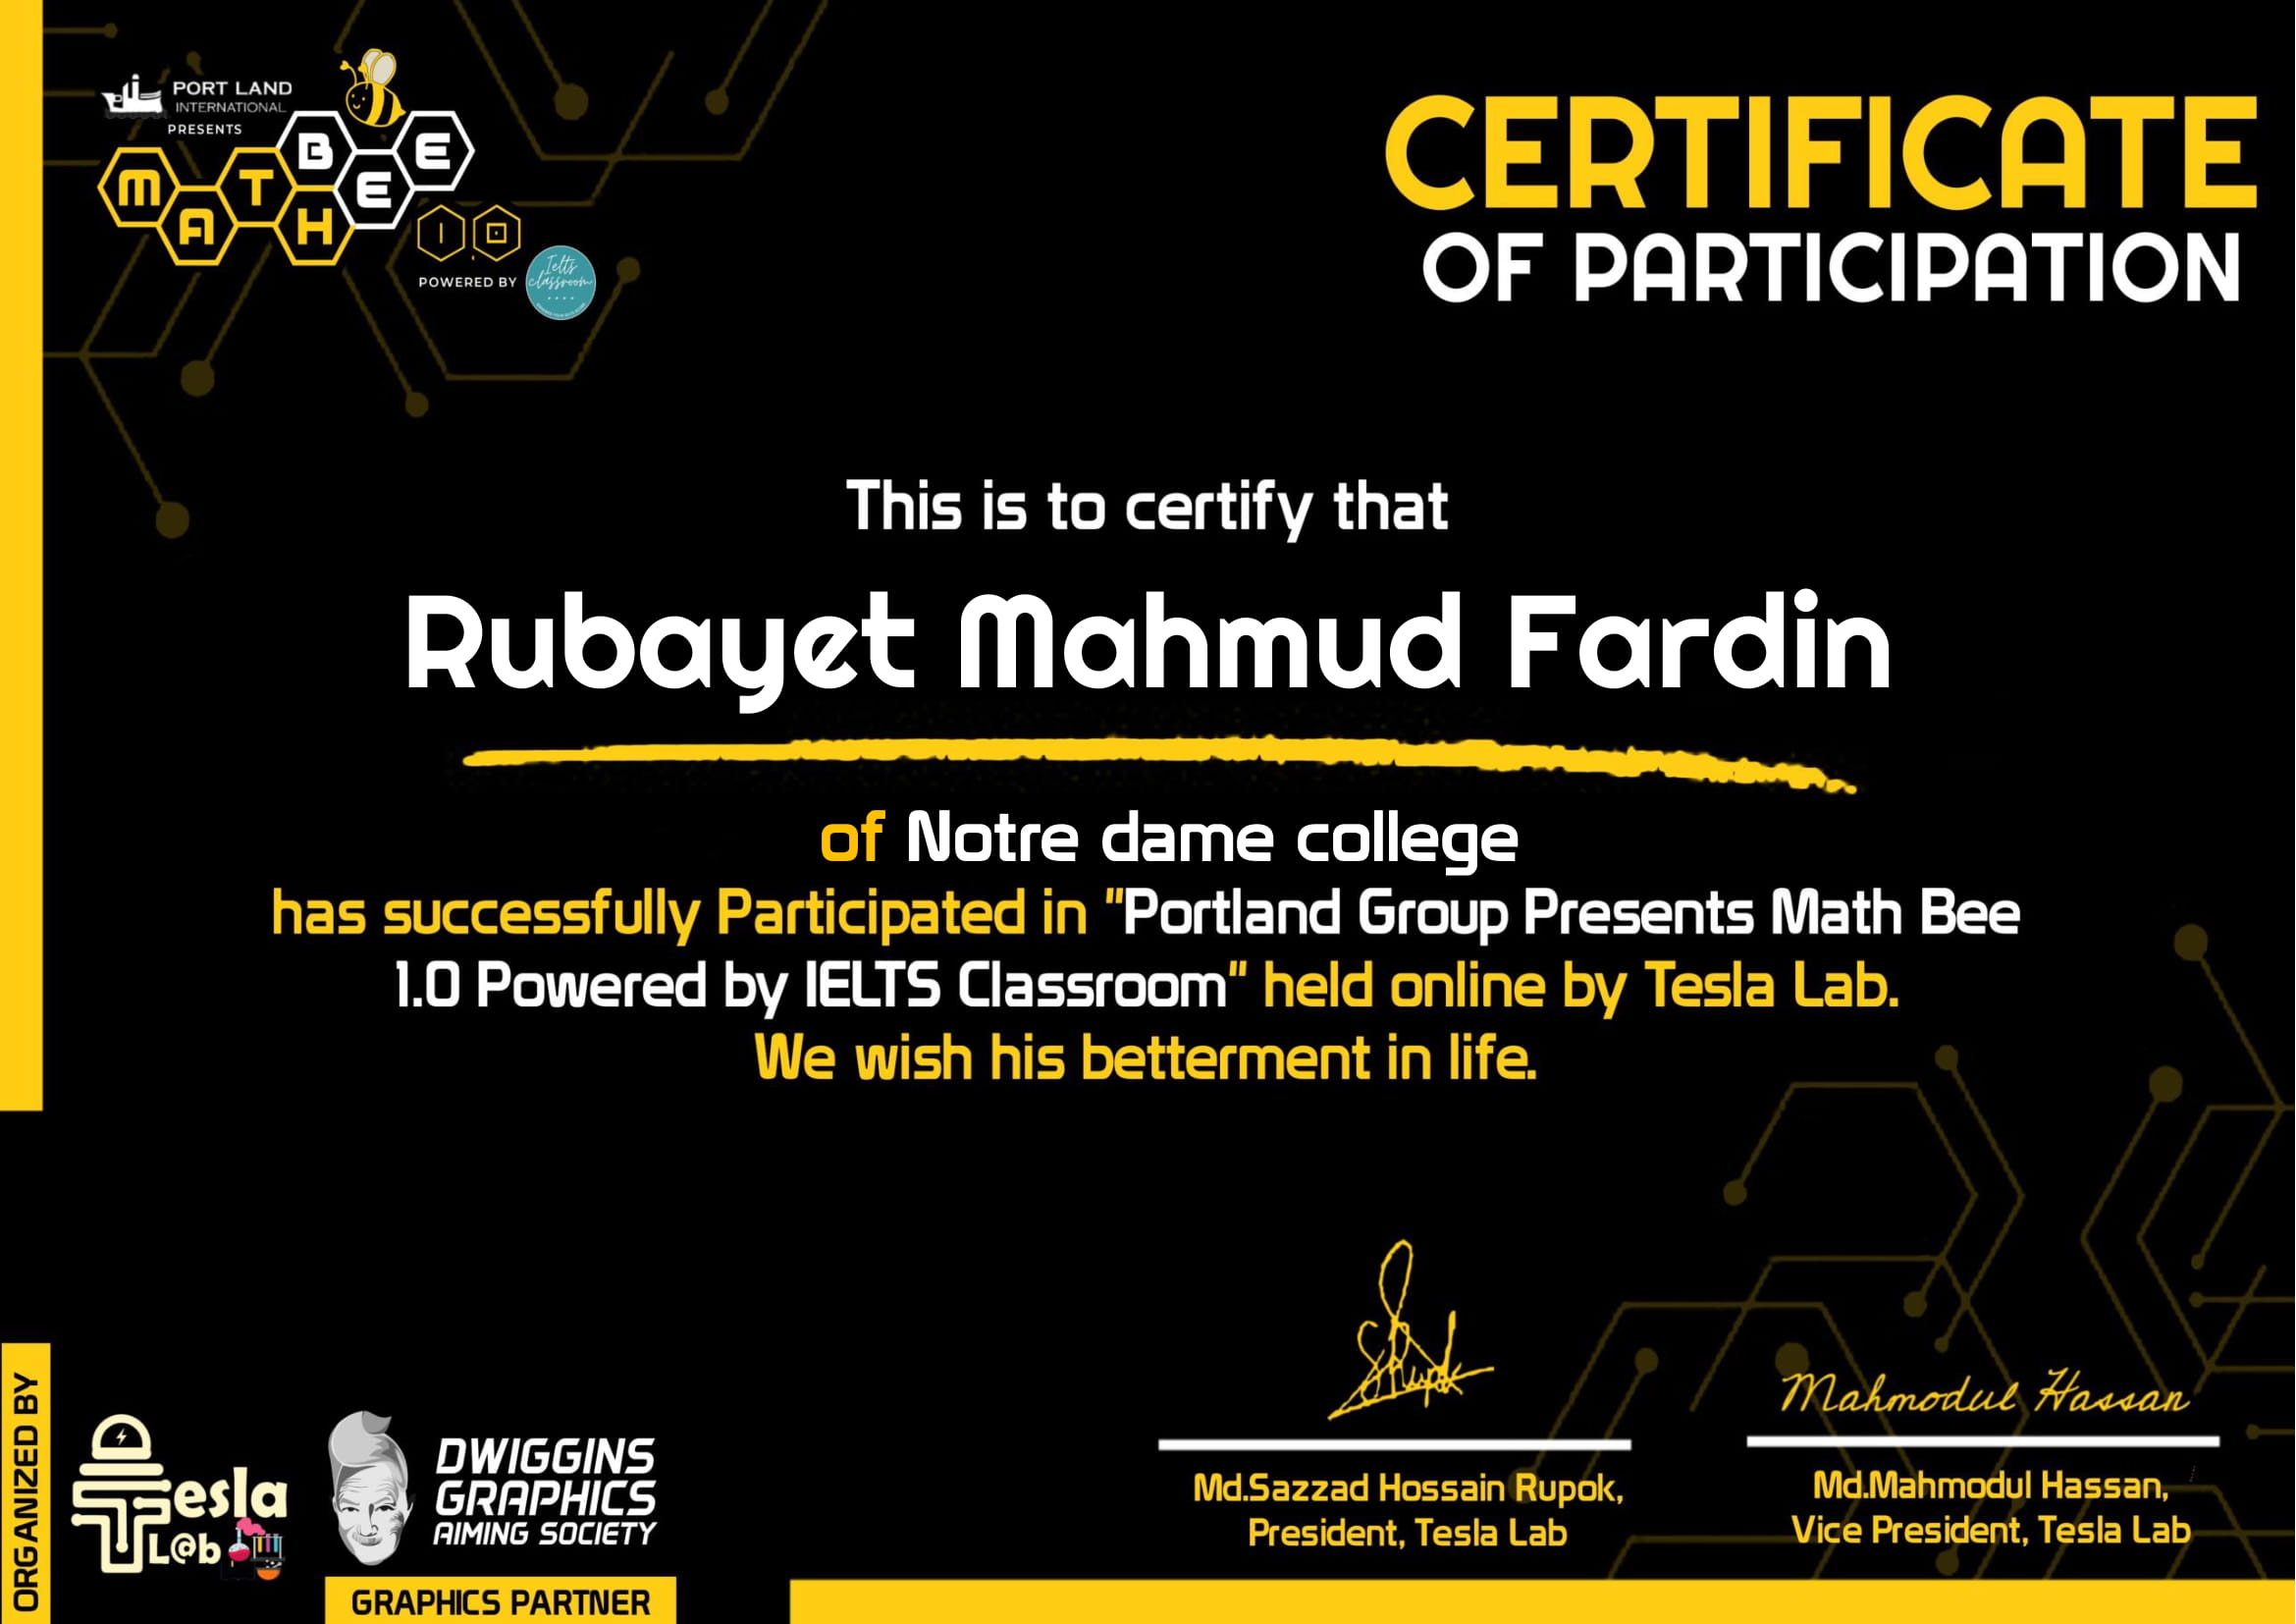 PORT LAND
INTERNATIONAL
PRESENTS
MATH BEE
1.0
POWERED BY
Ielts
classroom
CERTIFICATE
OF PARTICIPATION
This is to certify that
Rubayet Mahmud Fardin
of Notre dame college
has successfully Participated in "Portland Group Presents Math Bee
1.0 Powered by IELTS Classroom" held online by Tesla Lab.
We wish his betterment in life.
ORGANIZED BY
Tesla
L@b
DWIGGINS
GRAPHICS
AIMING SOCIETY
GRAPHICS PARTNER
Md.Sazzad Hossain Rupok,
President, Tesla Lab
Mahmodul Hassan
Md.Mahmodul Hassan,
Vice President, Tesla Lab